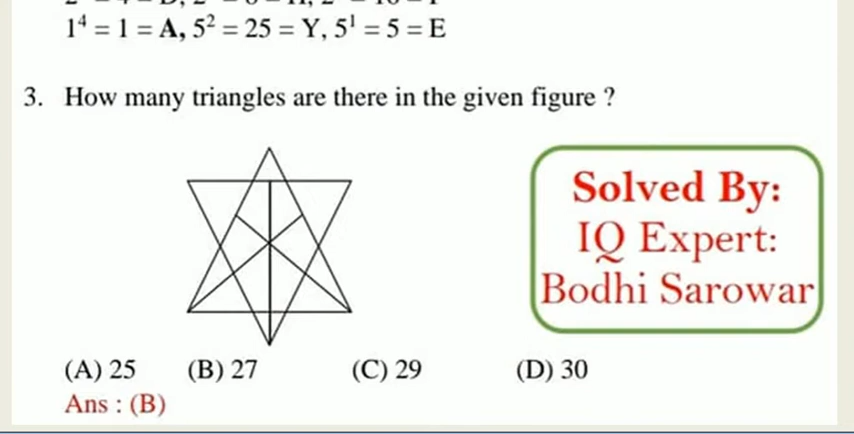 1⁴ = 1 = A, 5² = 25 = Y, 5¹ = 5 = E
3. How many triangles are there in the given figure ?
Solved By:
IQ Expert:
Bodhi Sarowar
(A) 25 (B) 27 (C) 29 (D) 30
Ans : (B)